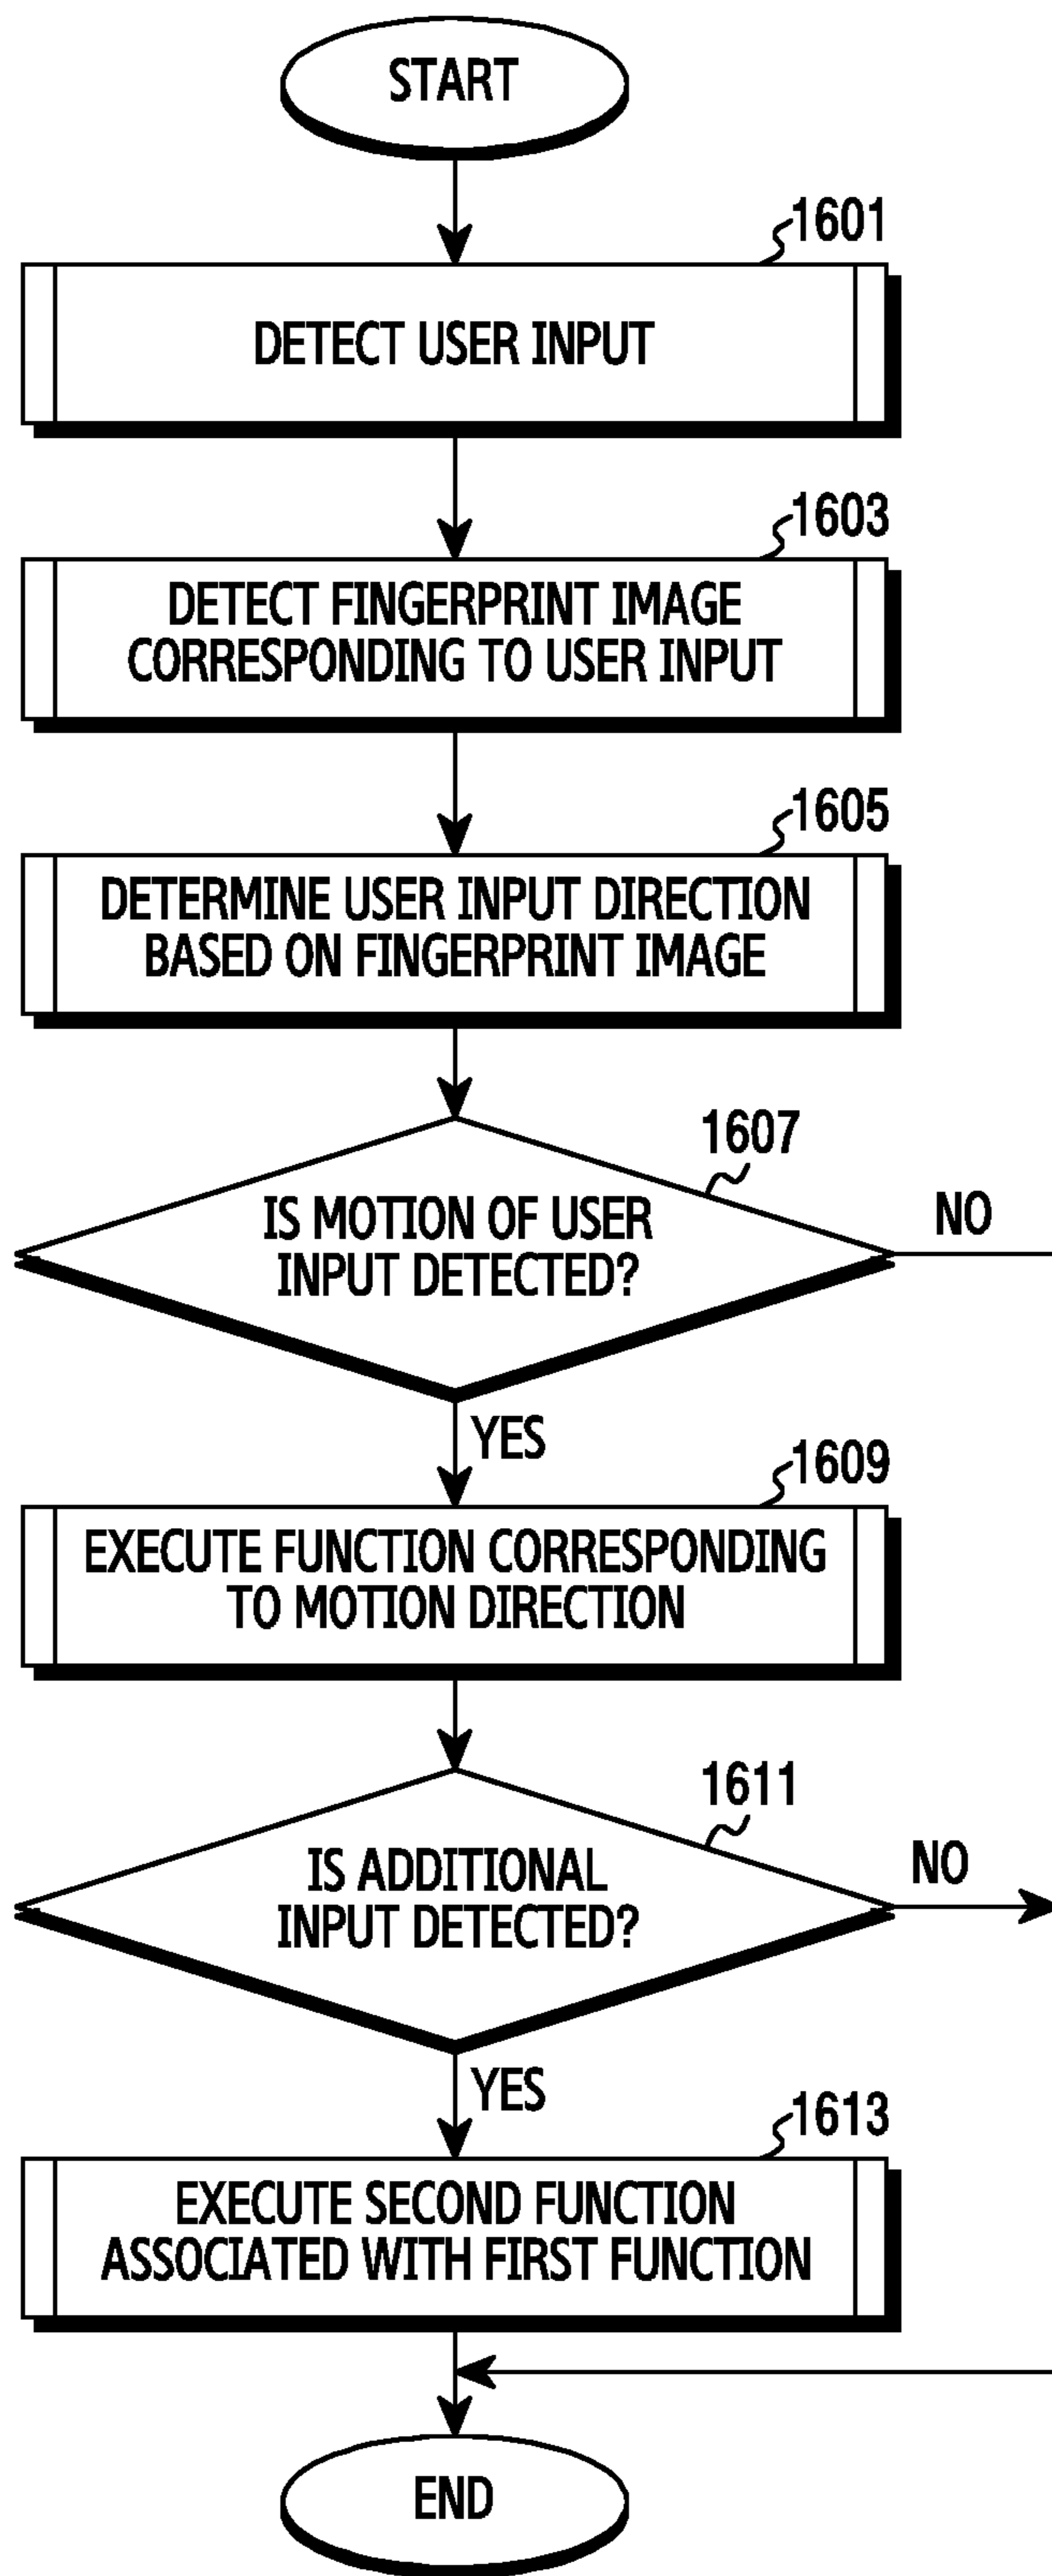 START
1601
DETECT USER INPUT
1603
DETECT FINGERPRINT IMAGE
CORRESPONDING TO USER INPUT
1605
DETERMINE USER INPUT DIRECTION
BASED ON FINGERPRINT IMAGE
1607
IS MOTION OF USER
INPUT DETECTED?
NO
YES
1609
EXECUTE FUNCTION CORRESPONDING
TO MOTION DIRECTION
1611
IS ADDITIONAL
INPUT DETECTED?
NO
YES
1613
EXECUTE SECOND FUNCTION
ASSOCIATED WITH FIRST FUNCTION
END